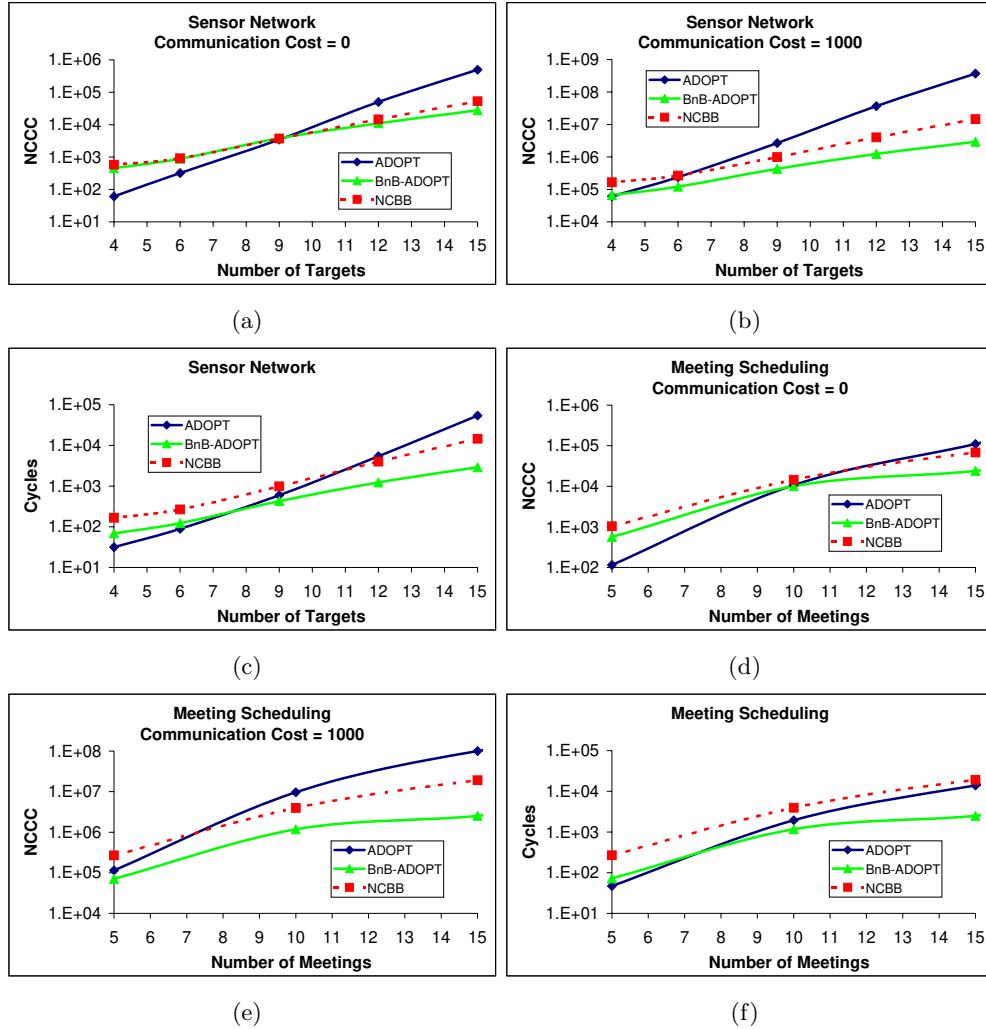 Sensor Network
Communication Cost = 0
1.E+06
1.E+05
1.E+04
1.E+03
1.E+02
1.E+01
NCCC
ADOPT
BnB-ADOPT
NCBB
4 5 6 7 8 9 10 11 12 13 14 15
Number of Targets
(a)
Sensor Network
Communication Cost = 1000
1.E+09
1.E+08
1.E+07
1.E+06
1.E+05
1.E+04
NCCC
ADOPT
BnB-ADOPT
NCBB
4 5 6 7 8 9 10 11 12 13 14 15
Number of Targets
(b)
Sensor Network
1.E+05
1.E+04
1.E+03
1.E+02
1.E+01
Cycles
ADOPT
BnB-ADOPT
NCBB
4 5 6 7 8 9 10 11 12 13 14 15
Number of Targets
(c)
Meeting Scheduling
Communication Cost = 0
1.E+06
1.E+05
1.E+04
1.E+03
1.E+02
NCCC
ADOPT
BnB-ADOPT
NCBB
5 6 7 8 9 10 11 12 13 14 15
Number of Meetings
(d)
Meeting Scheduling
Communication Cost = 1000
1.E+08
1.E+07
1.E+06
1.E+05
1.E+04
NCCC
ADOPT
BnB-ADOPT
NCBB
5 6 7 8 9 10 11 12 13 14 15
Number of Meetings
(e)
Meeting Scheduling
1.E+05
1.E+04
1.E+03
1.E+02
1.E+01
Cycles
ADOPT
BnB-ADOPT
NCBB
5 6 7 8 9 10 11 12 13 14 15
Number of Meetings
(f)